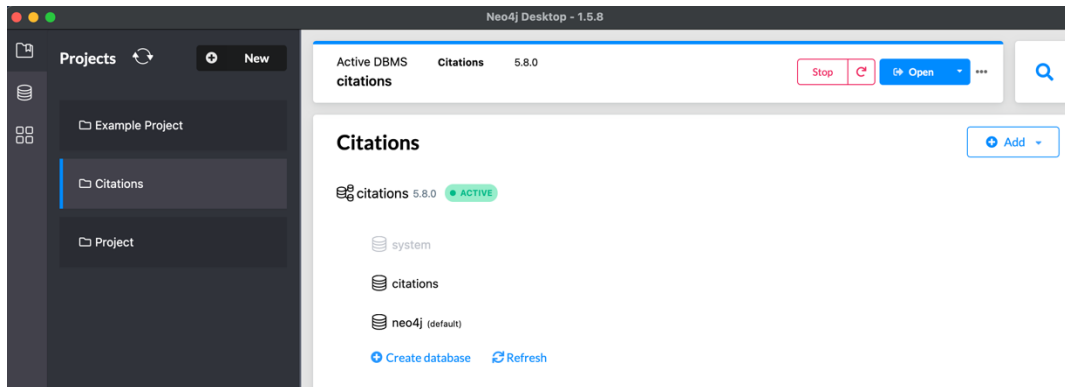 Neo4j Desktop - 1.5.8
Projects
New
Example Project
Citations
Project
Active DBMS Citations 5.8.0
citations
Stop Open
Citations
Add
citations 5.8.0 ACTIVE
system
citations
neo4j (default)
Create database Refresh